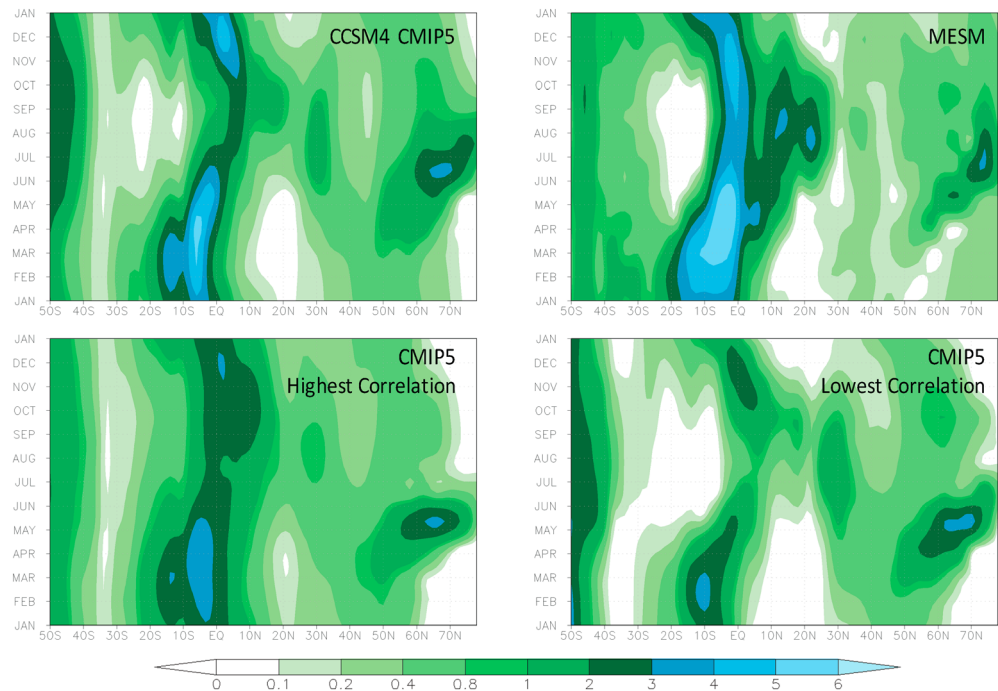 JAN
DEC
NOV
OCT
SEP
AUG
JUL
JUN
MAY
APR
MAR
FEB
JAN
50S 40S 30S 20S 10S EQ 10N 20N 30N 40N 50N 60N 70N
CCSM4 CMIP5
JAN
DEC
NOV
OCT
SEP
AUG
JUL
JUN
MAY
APR
MAR
FEB
JAN
50S 40S 30S 20S 10S EQ 10N 20N 30N 40N 50N 60N 70N
MESM
JAN
DEC
NOV
OCT
SEP
AUG
JUL
JUN
MAY
APR
MAR
FEB
JAN
50S 40S 30S 20S 10S EQ 10N 20N 30N 40N 50N 60N 70N
CMIP5
Highest Correlation
JAN
DEC
NOV
OCT
SEP
AUG
JUL
JUN
MAY
APR
MAR
FEB
JAN
50S 40S 30S 20S 10S EQ 10N 20N 30N 40N 50N 60N 70N
CMIP5
Lowest Correlation
0 0.1 0.2 0.4 0.8 1 2 3 4 5 6